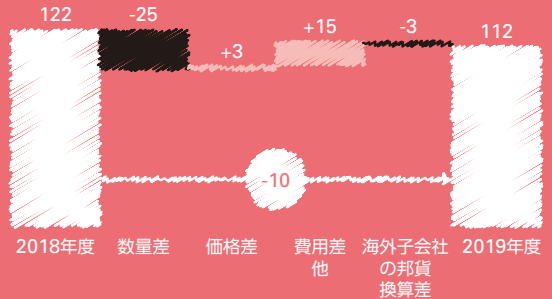 122
-25
+3
+15
-3
112
-10
2018年度
数量差
価格差
費用差
他
海外子会社
の邦貨
換算差
2019年度